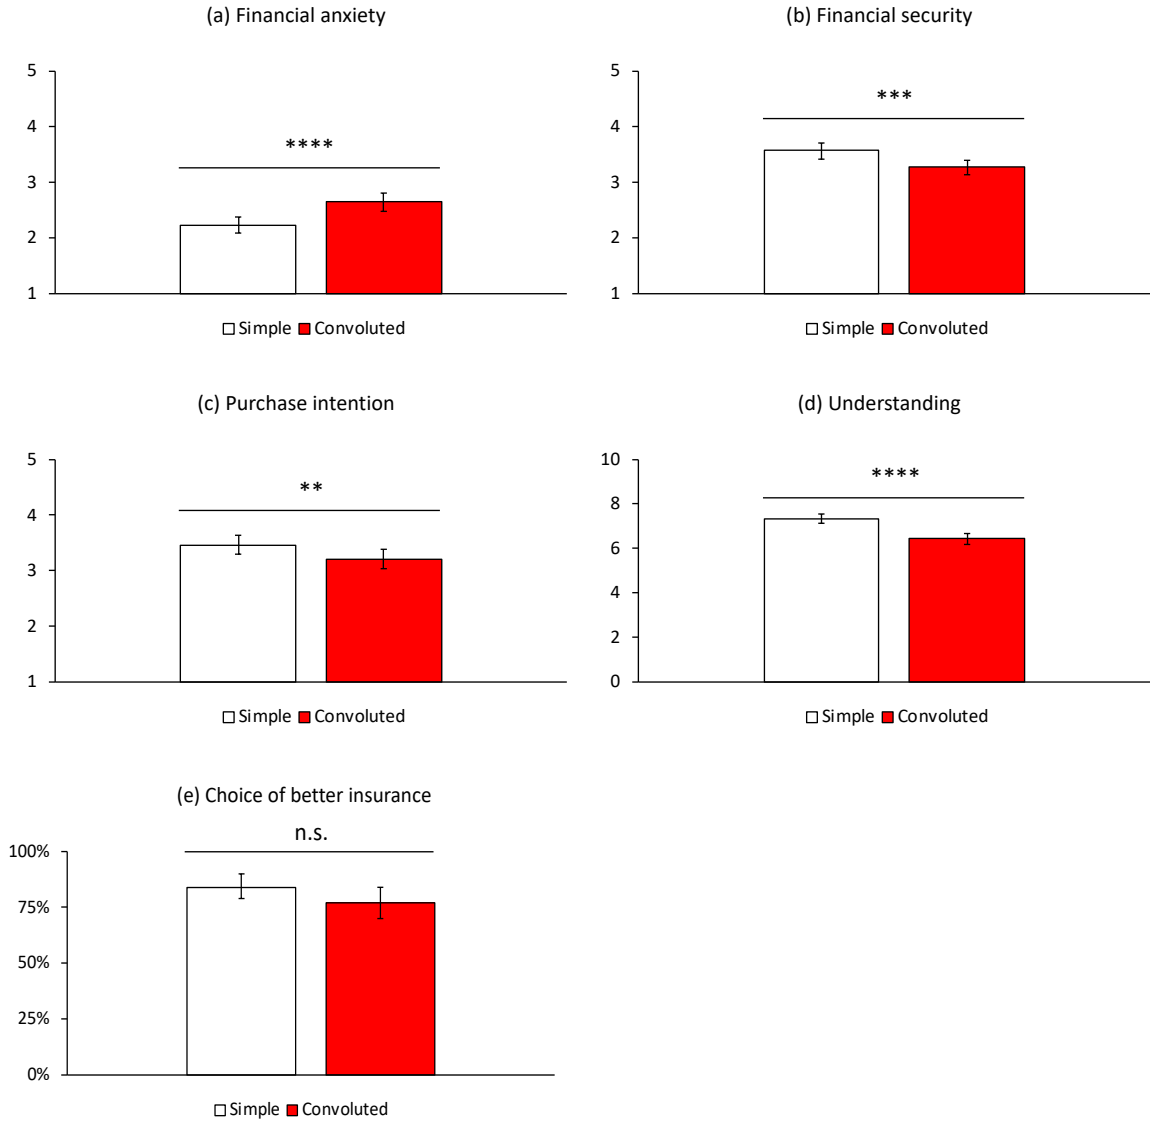 (a) Financial anxiety
5
4
3
2
1
****
Simple Convoluted
(b) Financial security
5
4
3
2
1
***
Simple Convoluted
(c) Purchase intention
5
4
3
2
1
**
Simple Convoluted
(d) Understanding
10
8
6
4
2
0
****
Simple Convoluted
(e) Choice of better insurance
n.s.
100%
75%
50%
25%
0%
Simple Convoluted